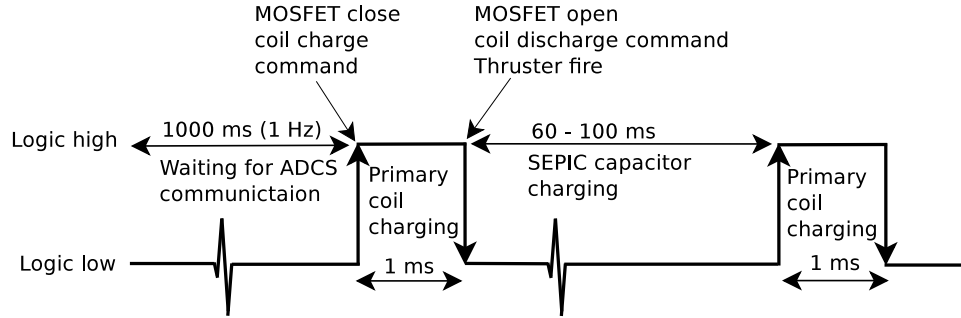 MOSFET close
coil charge
command
MOSFET open
coil discharge command
Thruster fire
Logic high
1000 ms (1 Hz)
Waiting for ADCS
communictaion
Primary
coil
charging
60 - 100 ms
SEPIC capacitor
charging
Primary
coil
charging
Logic low
1 ms
1 ms